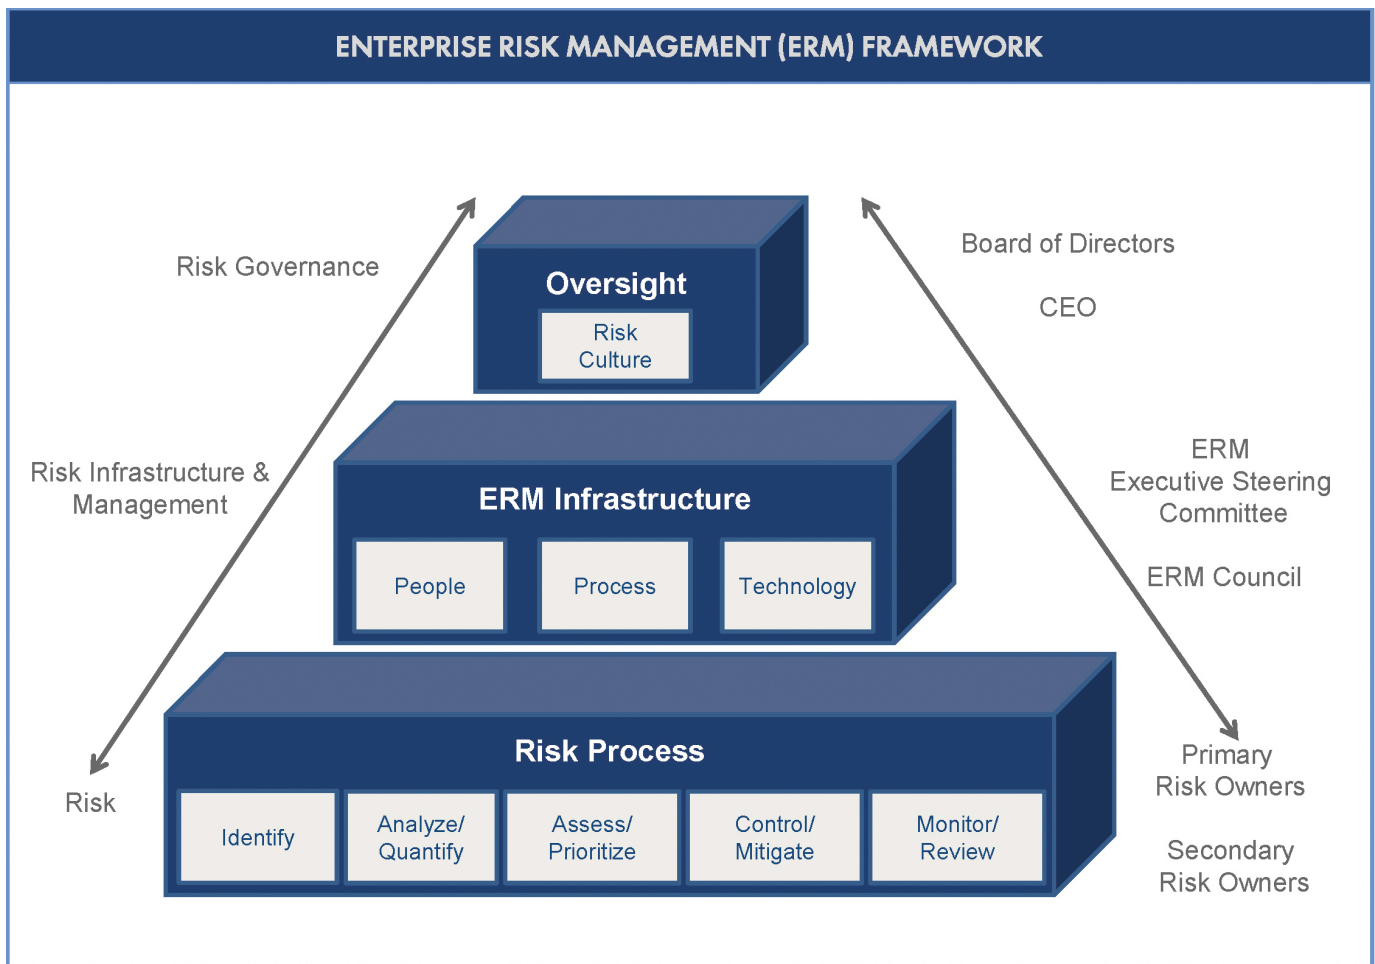 ENTERPRISE RISK MANAGEMENT (ERM) FRAMEWORK
Risk Governance
Oversight
Risk
Culture
Board of Directors
CEO
Risk Infrastructure &
Management
ERM Infrastructure
People
Process
Technology
ERM
Executive Steering
Committee
ERM Council
Risk
Risk Process
Identify
Analyze/
Quantify
Assess/
Prioritize
Control/
Mitigate
Monitor/
Review
Primary
Risk Owners
Secondary
Risk Owners